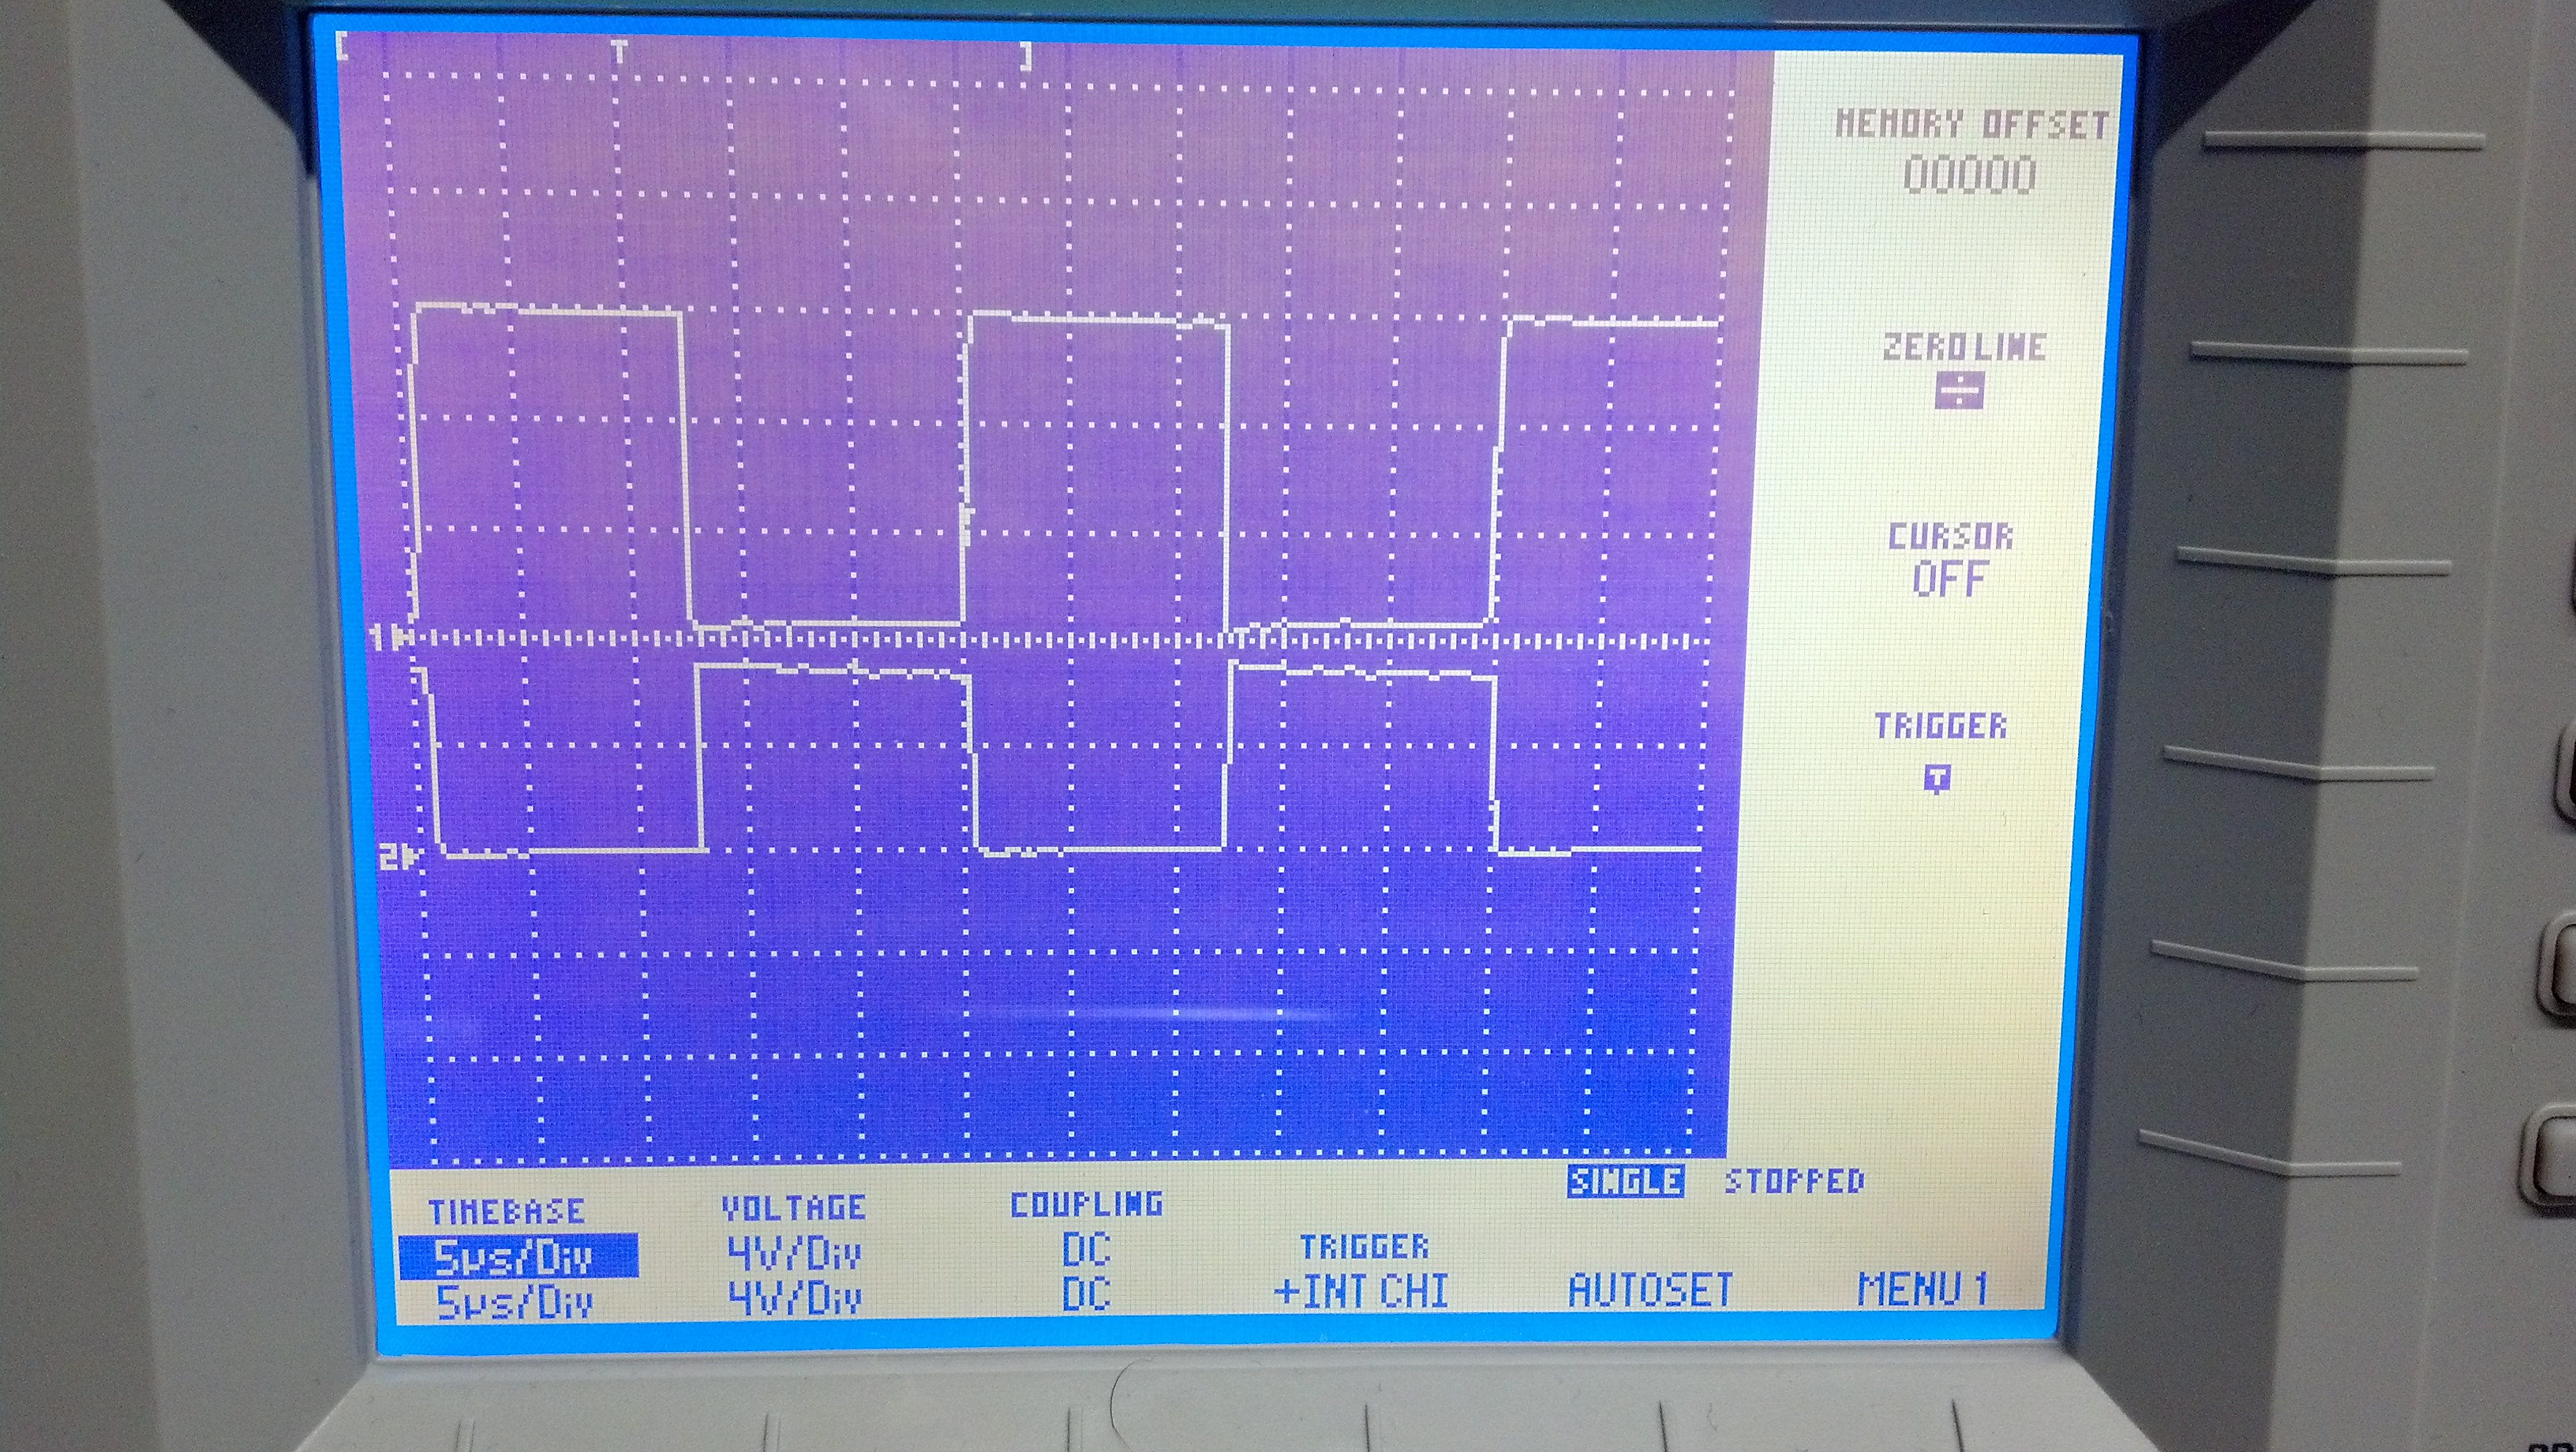 [ T ]
MEMORY OFFSET
00000
ZERO LINE
CURSOR
OFF
1
TRIGGER
T
2
SINGLE STOPPED
TIMEBASE VOLTAGE COUPLING
5µs/Div 4V/Div DC TRIGGER
5µs/Div 4V/Div DC +INT CHI AUTOSET MENU 1